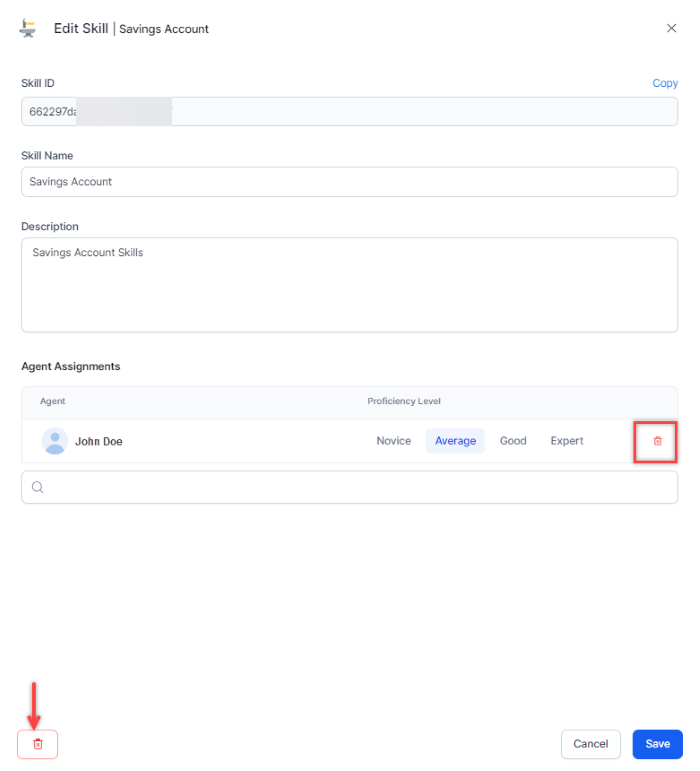 Edit Skill | Savings Account
Skill ID
Copy
662297da
Skill Name
Savings Account
Description
Savings Account Skills
Agent Assignments
Agent Proficiency Level
John Doe Novice Average Good Expert
Cancel Save